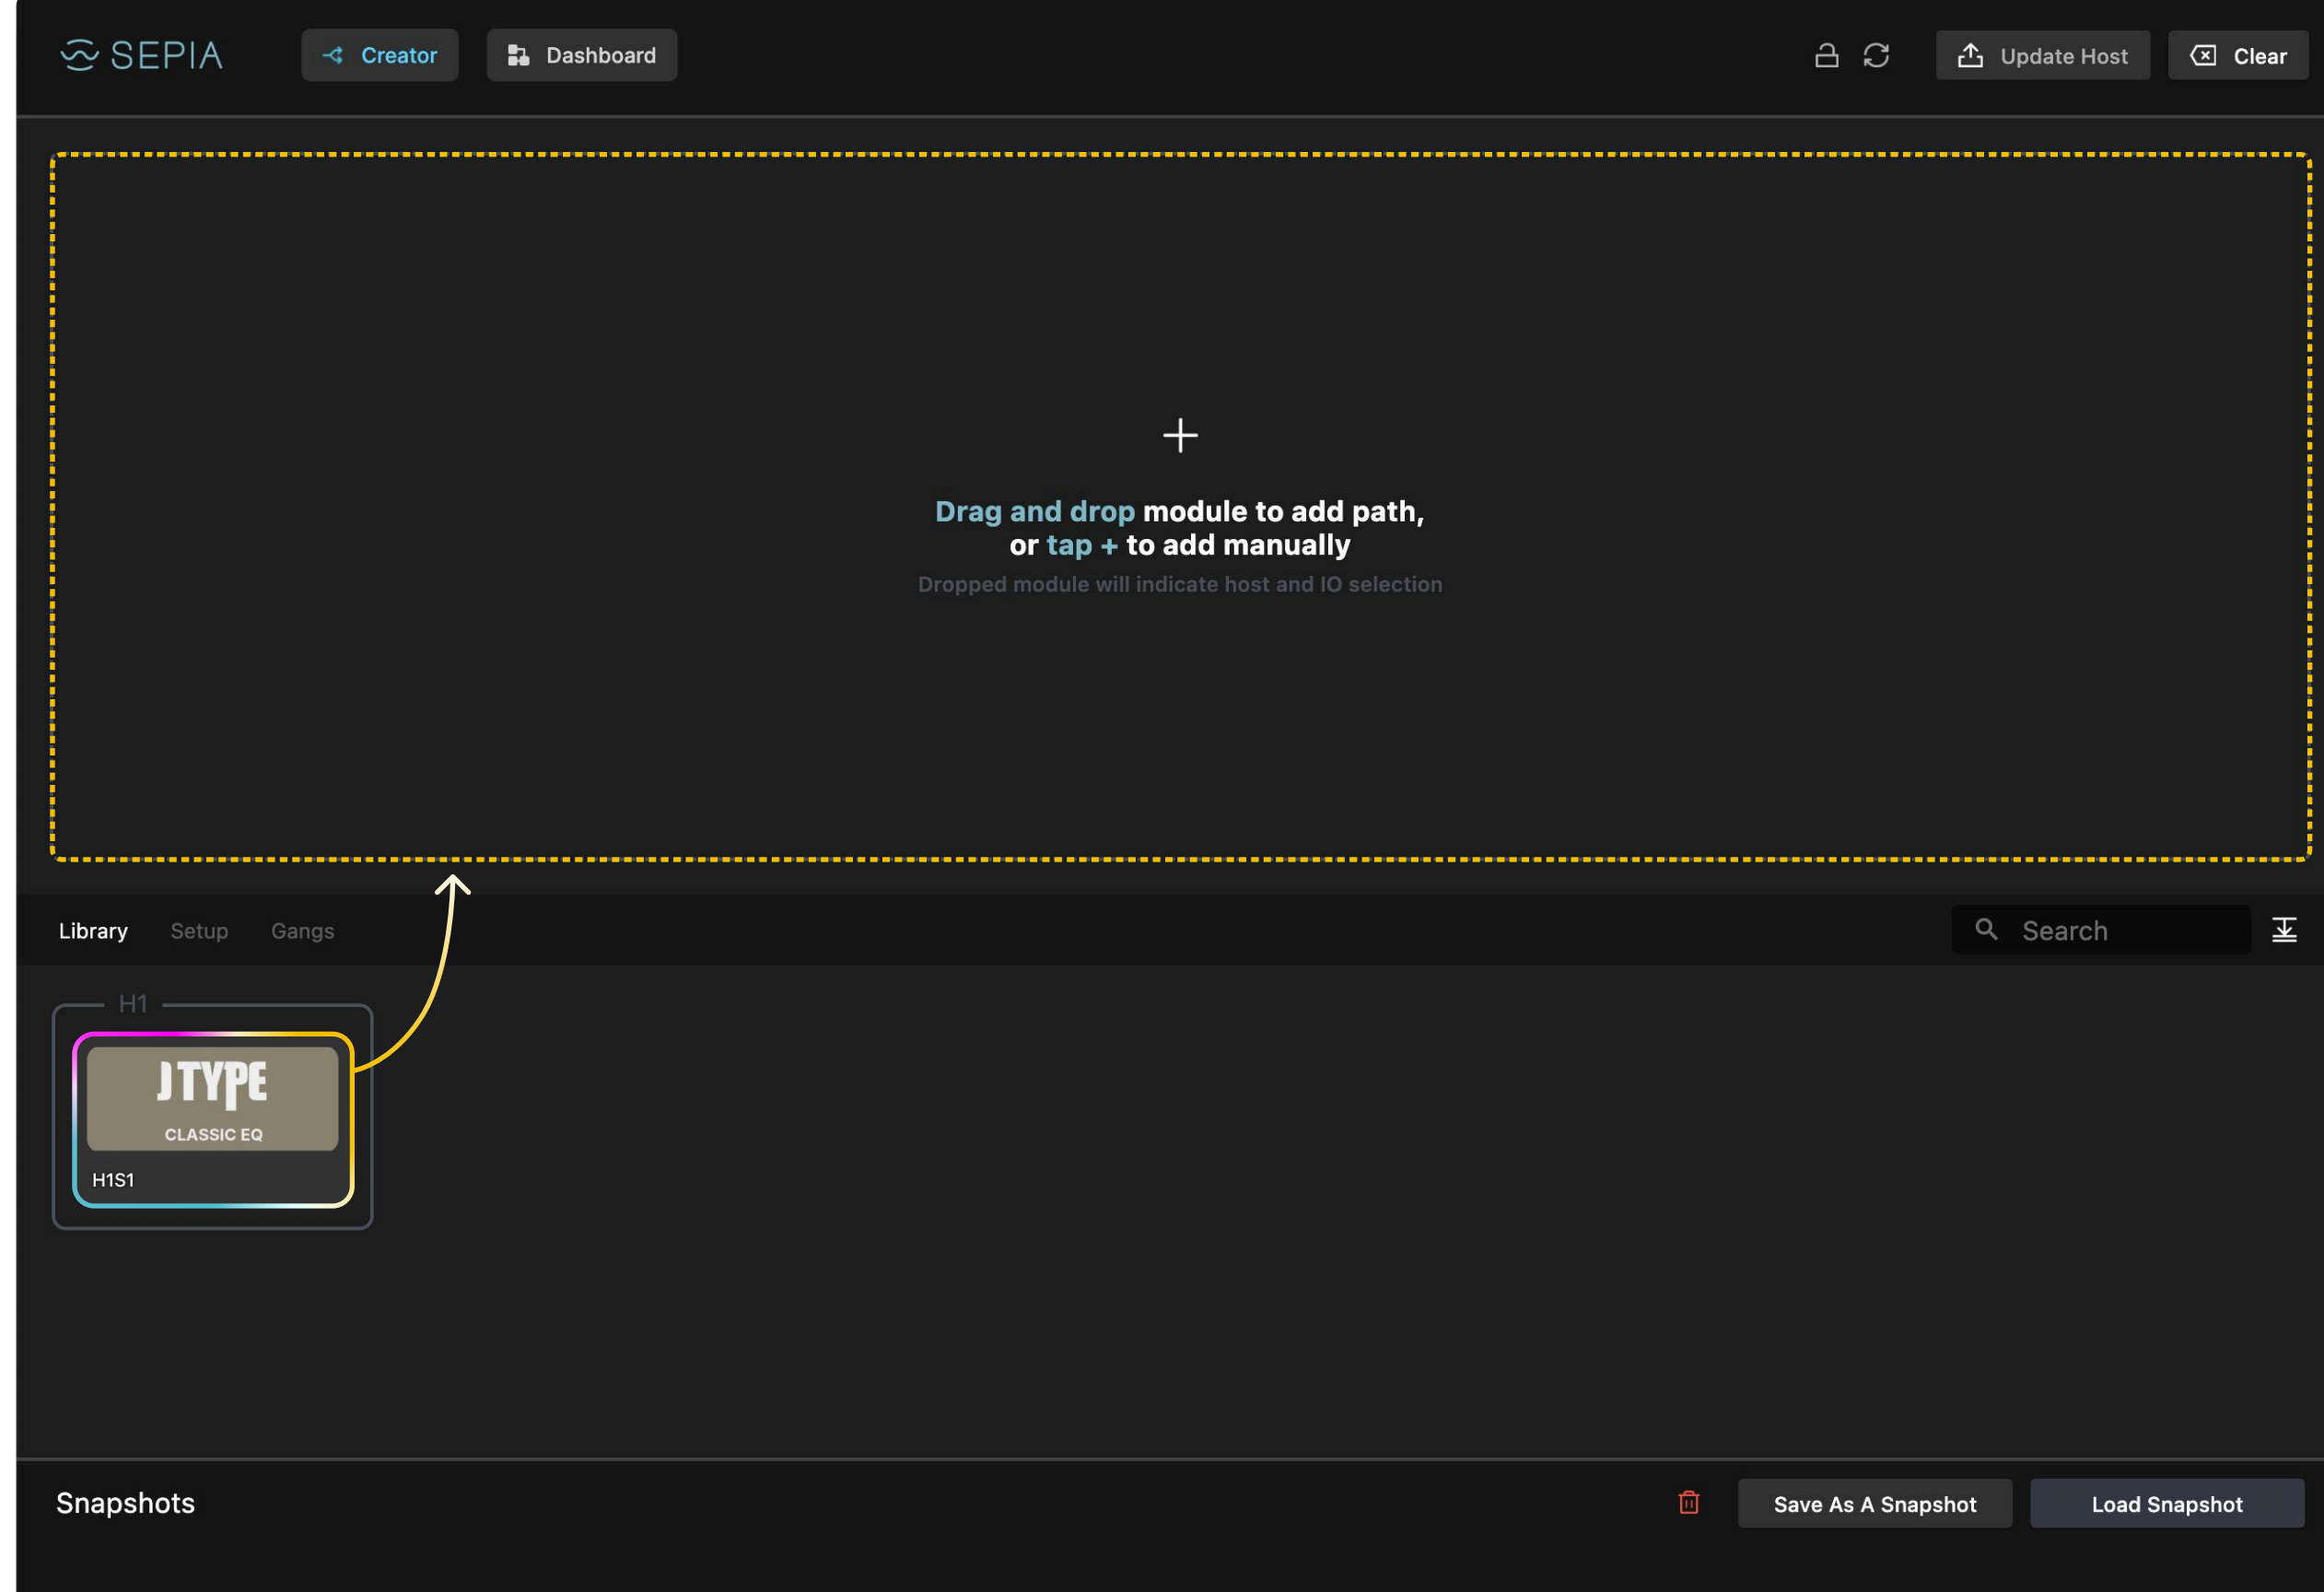 SEPIA
Creator
Dashboard
Update Host
Clear
Drag and drop module to add path,
or tap + to add manually
Dropped module will indicate host and IO selection
Library
Setup
Gangs
Search
H1
JTYPE
CLASSIC EQ
H1S1
Snapshots
Save As A Snapshot
Load Snapshot